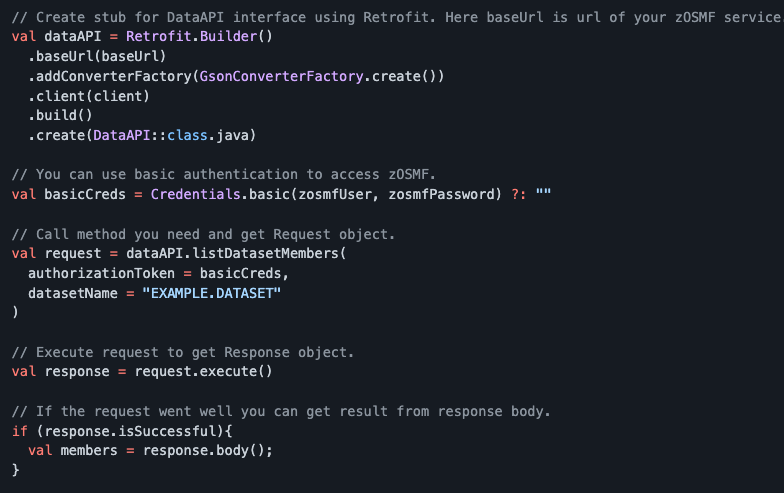 // Create stub for DataAPI interface using Retrofit. Here baseUrl is url of your zOSMF service
val dataAPI = Retrofit.Builder()
  .baseUrl(baseUrl)
  .addConverterFactory(GsonConverterFactory.create())
  .client(client)
  .build()
  .create(DataAPI::class.java)

// You can use basic authentication to access zOSMF.
val basicCreds = Credentials.basic(zosmfUser, zosmfPassword) ?: ""

// Call method you need and get Request object.
val request = dataAPI.listDatasetMembers(
  authorizationToken = basicCreds,
  datasetName = "EXAMPLE.DATASET"
)

// Execute request to get Response object.
val response = request.execute()

// If the request went well you can get result from response body.
if (response.isSuccessful){
  val members = response.body();
}